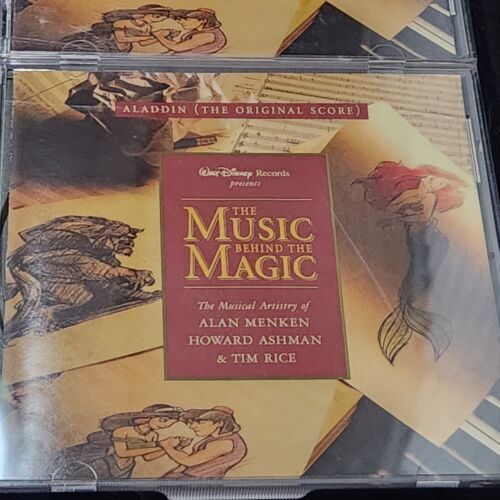 ALADDIN (THE ORIGINAL SCORE)
WALT DISNEY Records
presents
THE
MUSIC
BEHIND THE
MAGIC
The Musical Artistry of
ALAN MENKEN
HOWARD ASHMAN
& TIM RICE